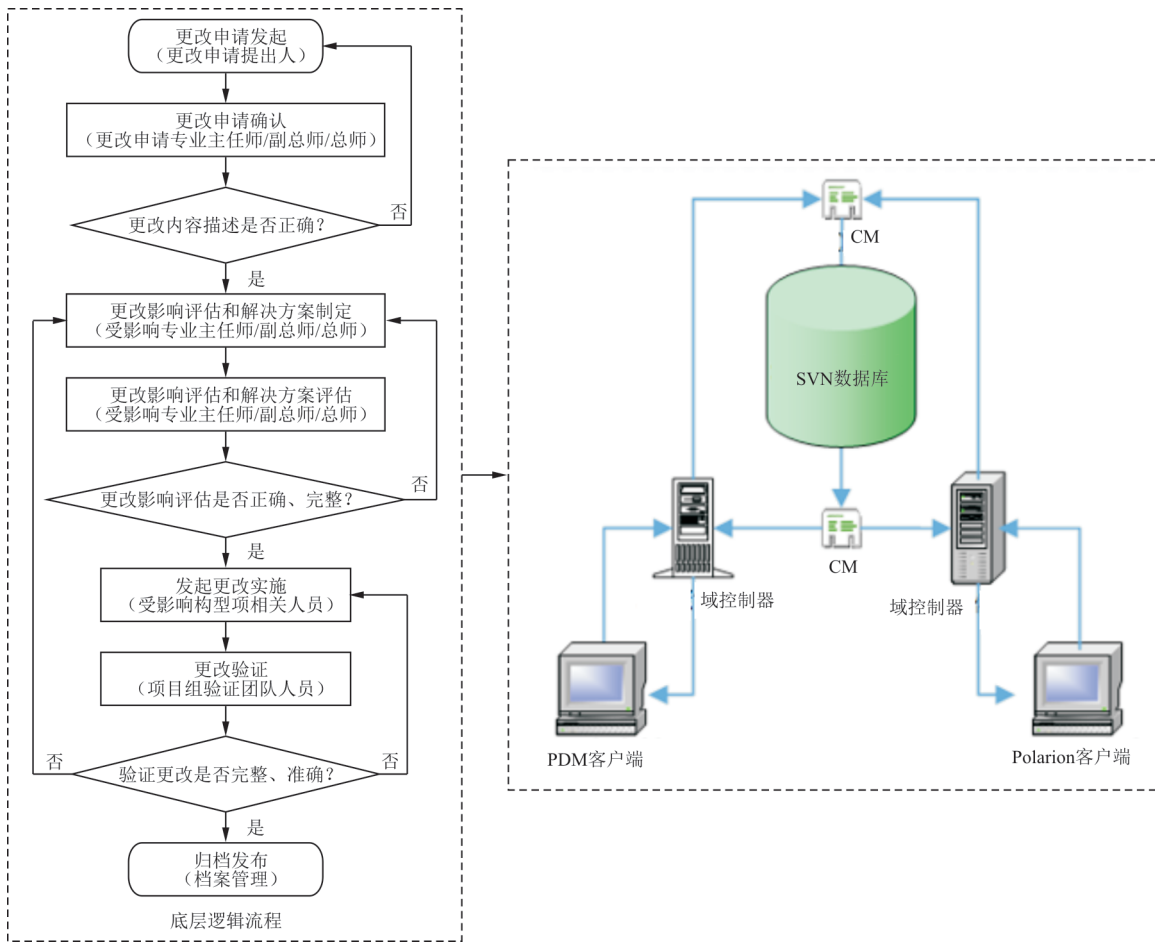 更改申请发起
（更改申请提出人）
更改申请确认
（更改申请专业主任师/副总师/总师）
更改内容描述是否正确？
否
是
更改影响评估和解决方案制定
（受影响专业主任师/副总师/总师）
更改影响评估和解决方案评估
（受影响专业主任师/副总师/总师）
更改影响评估是否正确、完整？
否
是
发起更改实施
（受影响构型项相关人员）
更改验证
（项目组验证团队人员）
否
验证更改是否完整、准确？
否
是
归档发布
（档案管理）
底层逻辑流程
CM
SVN数据库
CM
域控制器
域控制器
PDM客户端
Polarion客户端